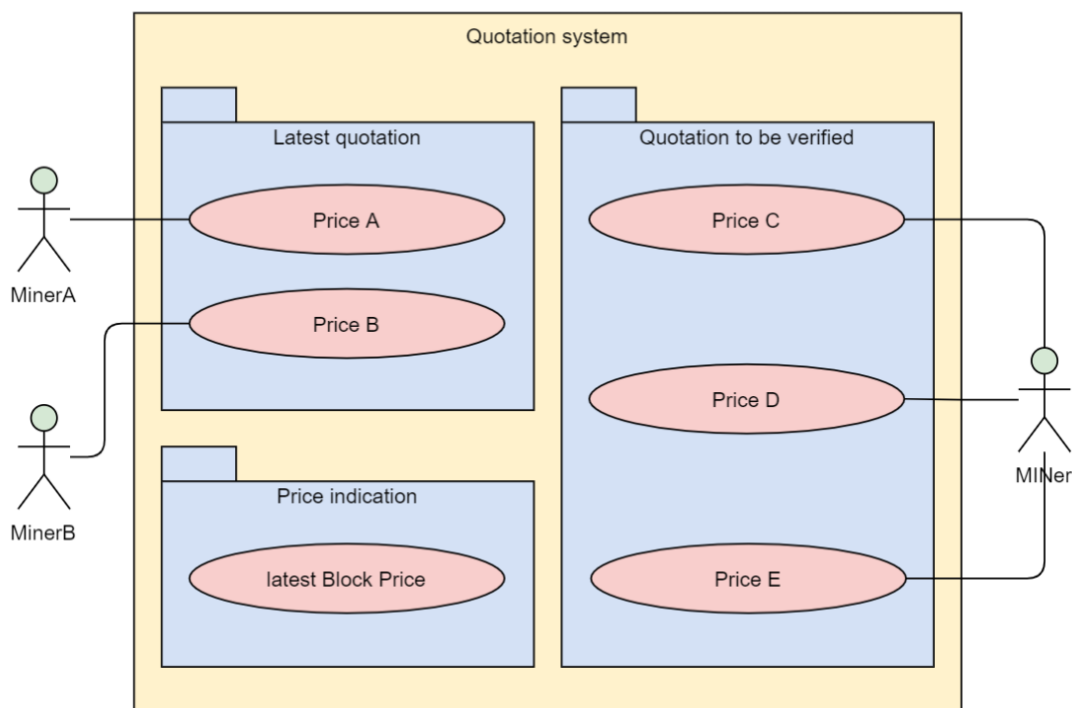 Quotation system
Latest quotation
Price A
Price B
MinerA
MinerB
Price indication
latest Block Price
Quotation to be verified
Price C
Price D
Price E
MINer